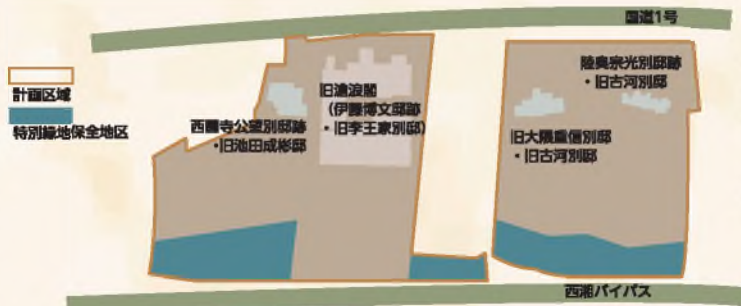 国道1号
計画区域
特別緑地保全地区
西園寺公望別邸跡
・旧池田成彬邸
旧滄浪閣
（伊藤博文邸跡
・旧李王家別邸）
陸奥宗光別邸跡
・旧古河別邸
旧大隈重信別邸
・旧古河別邸
西湘バイパス